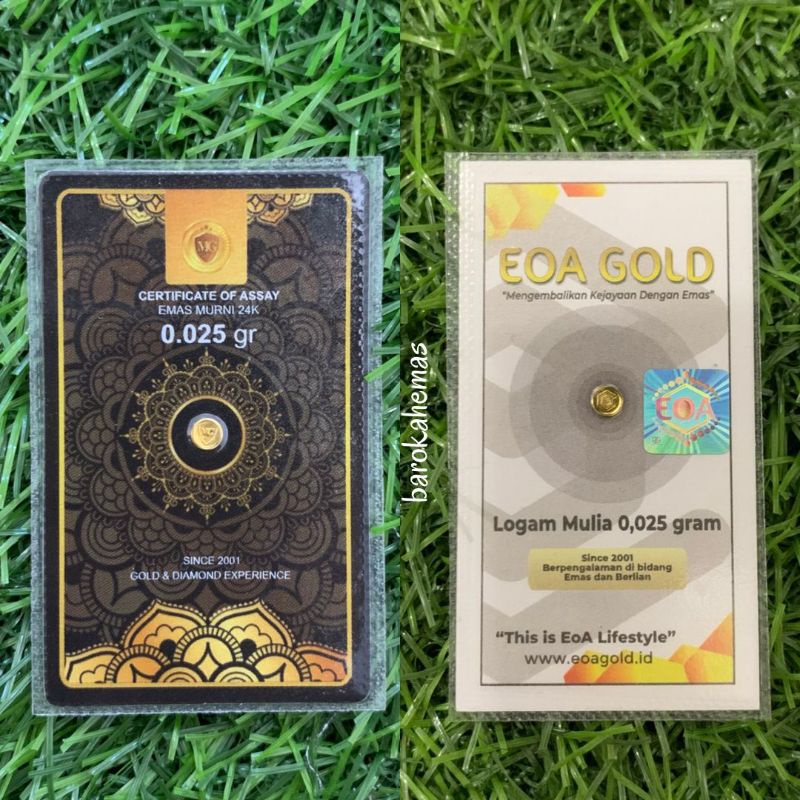 MG
CERTIFICATE OF ASSAY
EMAS MURNI 24K
0.025 gr
MG
SINCE 2001
GOLD & DIAMOND EXPERIENCE
barokahemas
EOA GOLD
"Mengembalikan Kejayaan Dengan Emas"
EOA
Logam Mulia 0,025 gram
Since 2001
Berpengalaman di bidang
Emas dan Berlian
"This is EoA Lifestyle"
www.eoagold.id